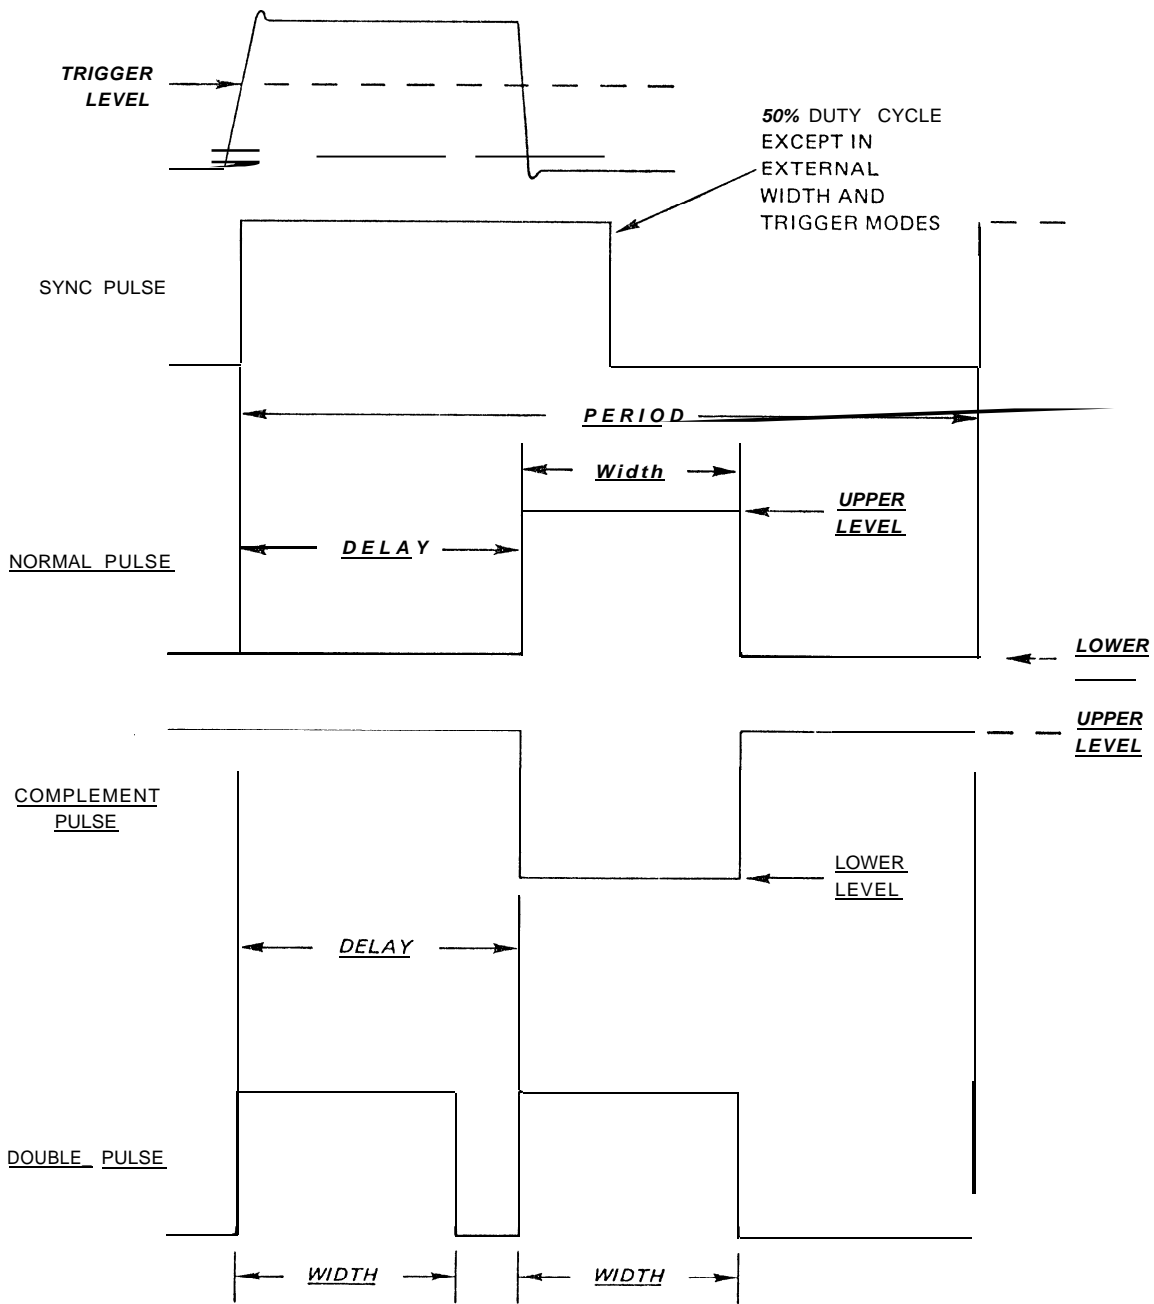 TRIGGER
LEVEL
50% DUTY CYCLE
EXCEPT IN
EXTERNAL
WIDTH AND
TRIGGER MODES
SYNC PULSE
PERIOD
Width
UPPER
LEVEL
DELAY
NORMAL PULSE
LOWER
UPPER
LEVEL
COMPLEMENT
PULSE
LOWER
LEVEL
DELAY
DOUBLE_ PULSE
WIDTH
WIDTH